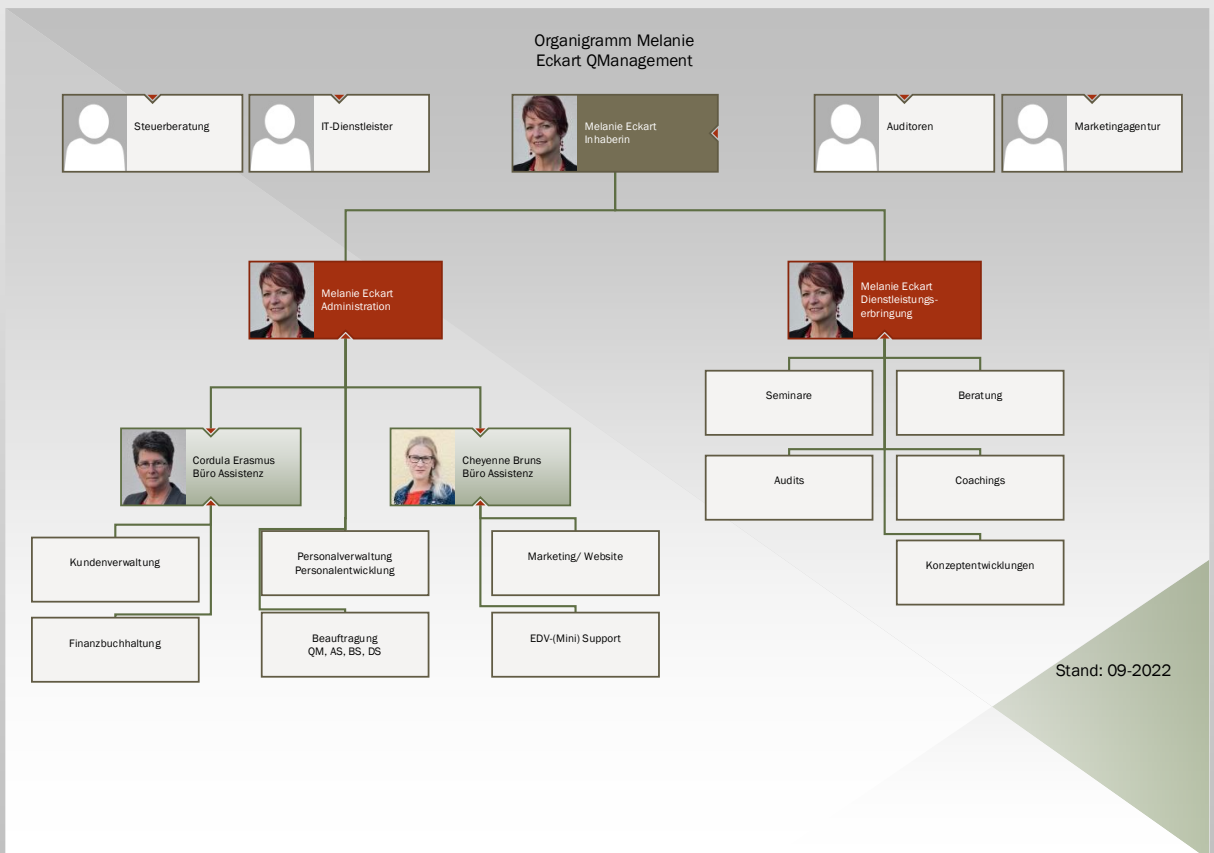 Organigramm Melanie
Eckart QManagement
Steuerberatung
IT-Dienstleister
Melanie Eckart
Inhaberin
Auditoren
Marketingagentur
Melanie Eckart
Administration
Melanie Eckart
Dienstleistungs-
erbringung
Seminare
Beratung
Cordula Erasmus
Büro Assistenz
Cheyenne Bruns
Büro Assistenz
Audits
Coachings
Kundenverwaltung
Personalverwaltung
Personalentwicklung
Marketing/ Website
Konzeptentwicklungen
Finanzbuchhaltung
Beauftragung
QM, AS, BS, DS
EDV-(Mini) Support
Stand: 09-2022